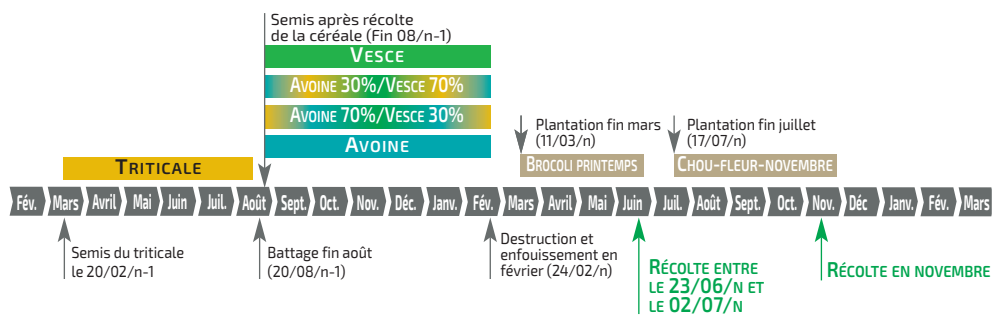 Semis après récolte
de la céréale (Fin 08/n-1)
VESCE
AVOINE 30%/VESCE 70%
AVOINE 70%/VESCE 30%
AVOINE
TRITICALE
Plantation fin mars
(11/03/n)
BROCOLI PRINTEMPS
Plantation fin juillet
(17/07/n)
CHOU-FLEUR-NOVEMBRE
Fév. Mars Avril Mai Juin Juil. Août Sept. Oct. Nov. Déc. Janv. Fév. Mars Avril Mai Juin Juil. Août Sept. Oct. Nov. Déc Janv. Fév. Mars
Semis du triticale
le 20/02/n-1
Battage fin août
(20/08/n-1)
Destruction et
enfouissement en
février (24/02/n)
RÉCOLTE ENTRE
LE 23/06/N ET
LE 02/07/N
RÉCOLTE EN NOVEMBRE